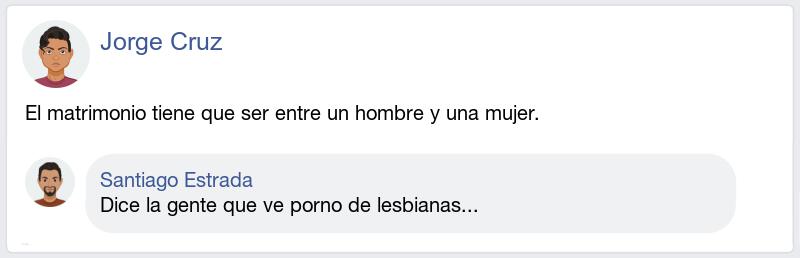 Jorge Cruz
El matrimonio tiene que ser entre un hombre y una mujer.
Santiago Estrada
Dice la gente que ve porno de lesbianas...